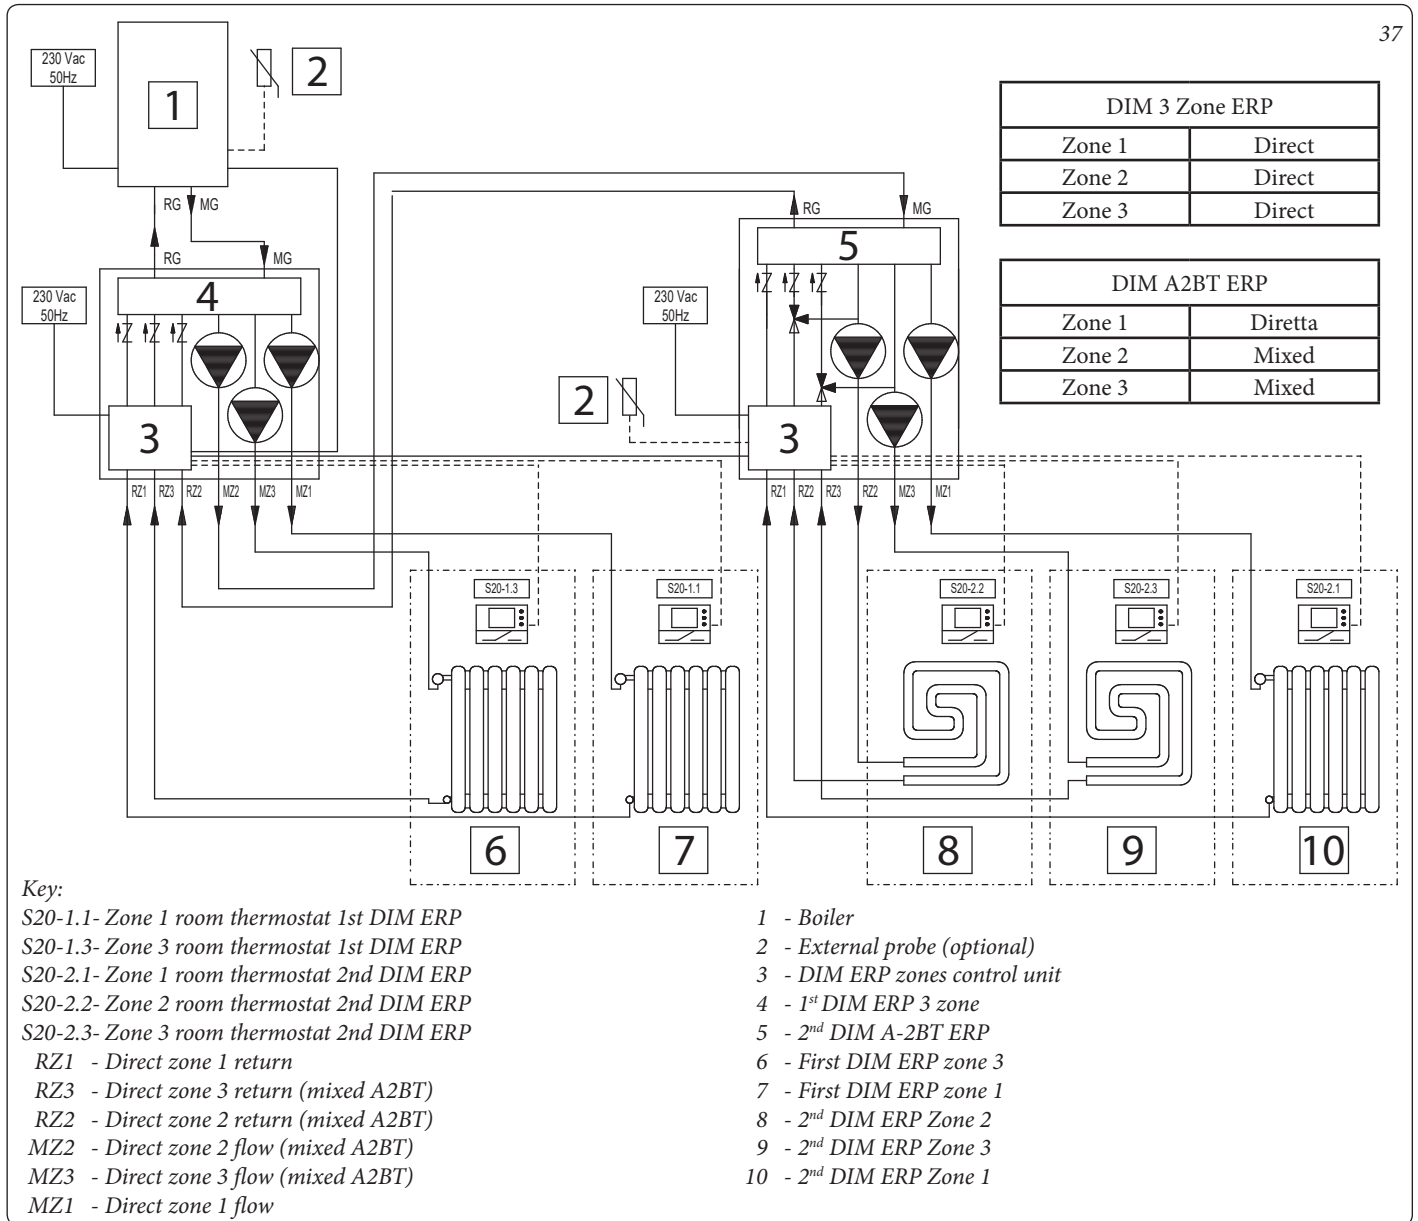 37
230 Vac
50Hz
1
2
RG
MG
RG
MG
4
230 Vac
50Hz
3
RZ1
RZ3
RZ2
MZ2
MZ3
MZ1
RG
MG
5
230 Vac
50Hz
2
3
RZ1
RZ2
RZ3
RZ2
MZ3
MZ1
DIM 3 Zone ERP
Zone 1 Direct
Zone 2 Direct
Zone 3 Direct
DIM A2BT ERP
Zone 1 Diretta
Zone 2 Mixed
Zone 3 Mixed
S20-1.3
S20-1.1
S20-2.2
S20-2.3
S20-2.1
6
7
8
9
10
Key:
S20-1.1- Zone 1 room thermostat 1st DIM ERP
S20-1.3- Zone 3 room thermostat 1st DIM ERP
S20-2.1- Zone 1 room thermostat 2nd DIM ERP
S20-2.2- Zone 2 room thermostat 2nd DIM ERP
S20-2.3- Zone 3 room thermostat 2nd DIM ERP
RZ1 - Direct zone 1 return
RZ3 - Direct zone 3 return (mixed A2BT)
RZ2 - Direct zone 2 return (mixed A2BT)
MZ2 - Direct zone 2 flow (mixed A2BT)
MZ3 - Direct zone 3 flow (mixed A2BT)
MZ1 - Direct zone 1 flow
1 - Boiler
2 - External probe (optional)
3 - DIM ERP zones control unit
4 - 1st DIM ERP 3 zone
5 - 2nd DIM A-2BT ERP
6 - First DIM ERP zone 3
7 - First DIM ERP zone 1
8 - 2nd DIM ERP Zone 2
9 - 2nd DIM ERP Zone 3
10 - 2nd DIM ERP Zone 1